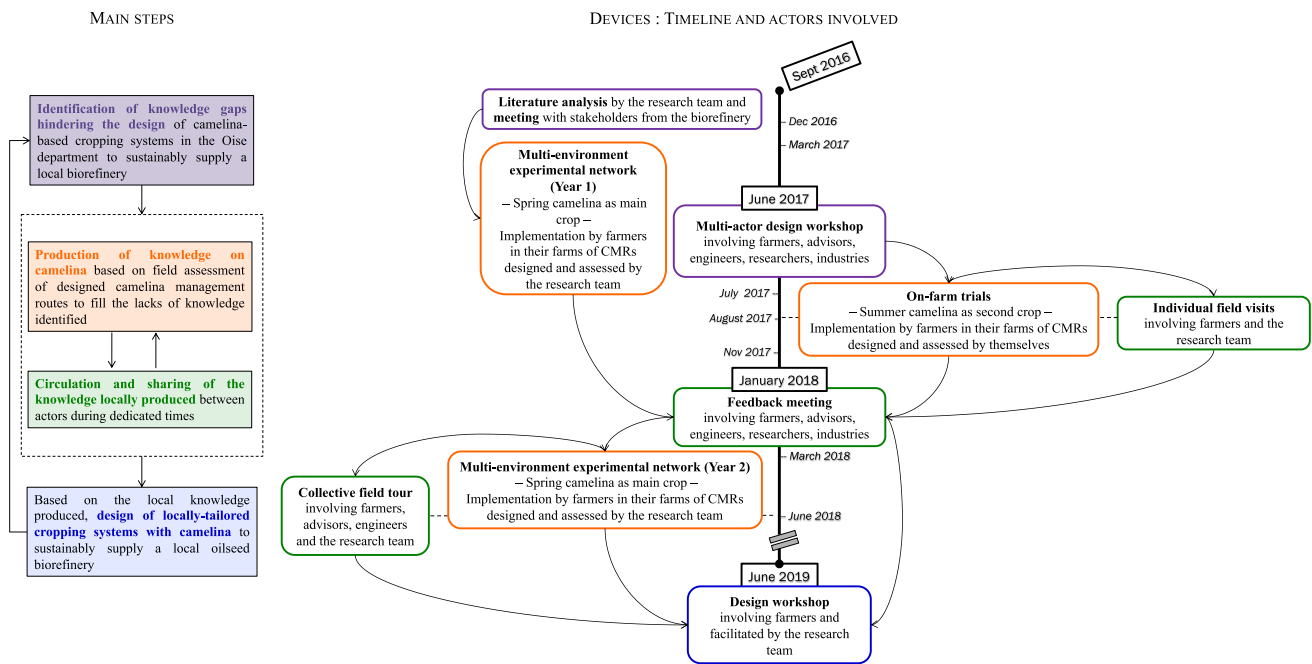 MAIN STEPS
Identification of knowledge gaps
hindering the design of camelina-
based cropping systems in the Oise
department to sustainably supply a
local biorefinery
Production of knowledge on
camelina based on field assessment
of designed camelina management
routes to fill the lacks of knowledge
identified
Circulation and sharing of the
knowledge locally produced between
actors during dedicated times
Based on the local knowledge
produced, design of locally-tailored
cropping systems with camelina to
sustainably supply a local oilseed
biorefinery
DEVICES : TIMELINE AND ACTORS INVOLVED
Sept 2016
Literature analysis by the research team and
meeting with stakeholders from the biorefinery
Dec 2016
March 2017
Multi-environment
experimental network
(Year 1)
– Spring camelina as main
crop –
Implementation by farmers
in their farms of CMRs
designed and assessed by
the research team
June 2017
Multi-actor design workshop
involving farmers, advisors,
engineers, researchers, industries
July 2017
August 2017
Nov 2017
On-farm trials
– Summer camelina as second crop –
Implementation by farmers in their farms of CMRs
designed and assessed by themselves
Individual field visits
involving farmers and the
research team
January 2018
Feedback meeting
involving farmers, advisors,
engineers, researchers, industries
March 2018
Multi-environment experimental network (Year 2)
– Spring camelina as main crop –
Implementation by farmers in their farms of CMRs
designed and assessed by the research team
Collective field tour
involving farmers,
advisors, engineers
and the research team
June 2018
June 2019
Design workshop
involving farmers and
facilitated by the research
team